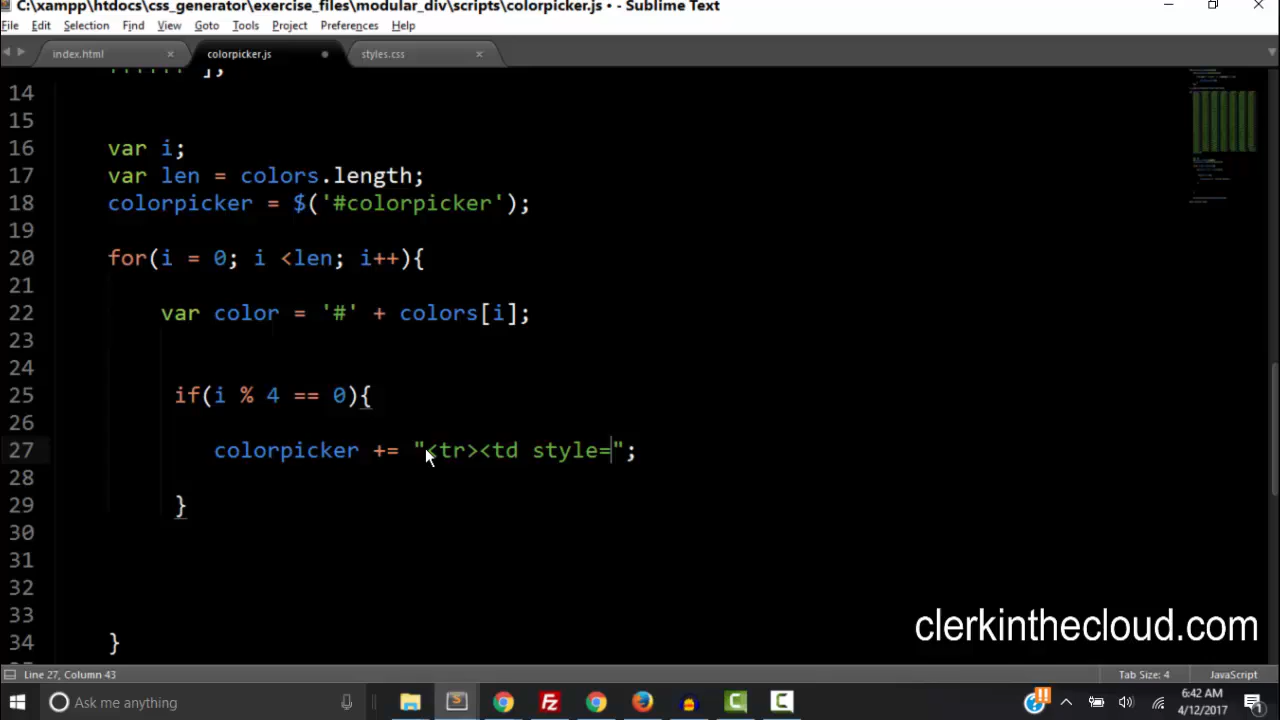 C:\xampp\htdocs\css_generator\exercise_files\modular_div\scripts\colorpicker.js • - Sublime Text
File Edit Selection Find View Goto Tools Project Preferences Help
index.html × colorpicker.js styles.css ×
];
14
15
16 var i;
17 var len = colors.length;
18 colorpicker = $('#colorpicker');
19
20 for(i = 0; i <len; i++){
21
22 var color = '#' + colors[i];
23
24
25 if(i % 4 == 0){
26
27 colorpicker += "<tr><td style=";
28
29 }
30
31
32
33
34 }
clerkinthecloud.com
Line 27, Column 43 Tab Size: 4 JavaScript
Ask me anything
6:42 AM
4/12/2017